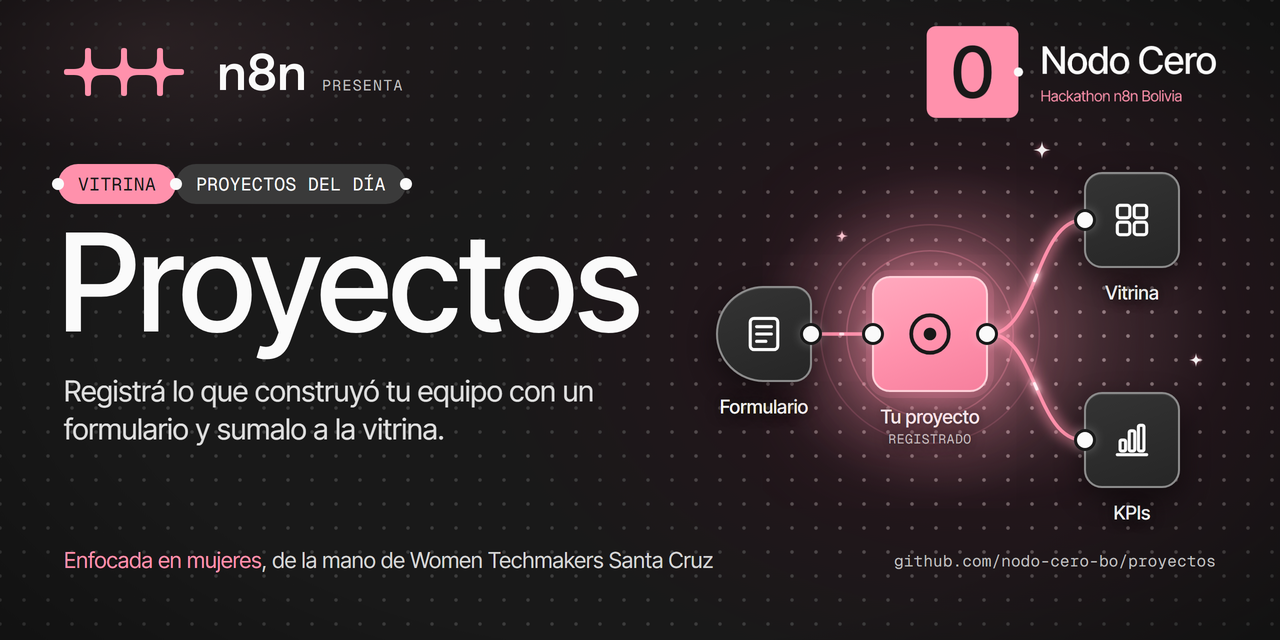 n8n PRESENTA
0
Nodo Cero
Hackathon n8n Bolivia
VITRINA
PROYECTOS DEL DÍA
Proyectos
Registrá lo que construyó tu equipo con un
formulario y sumalo a la vitrina.
Formulario
Tu proyecto
REGISTRADO
Vitrina
KPIs
Enfocada en mujeres, de la mano de Women Techmakers Santa Cruz
github.com/nodo-cero-bo/proyectos